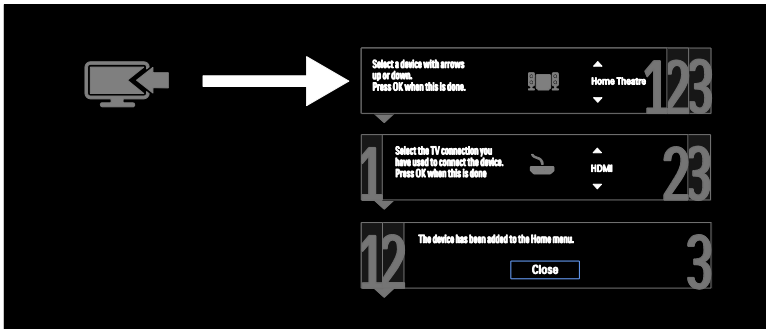 Select a device with arrows
up or down.
Press OK when this is done.
Home Theatre
123
1
Select the TV connection you
have used to connect the device.
Press OK when this is done
HDMI
23
12
The device has been added to the Home menu.
Close
3